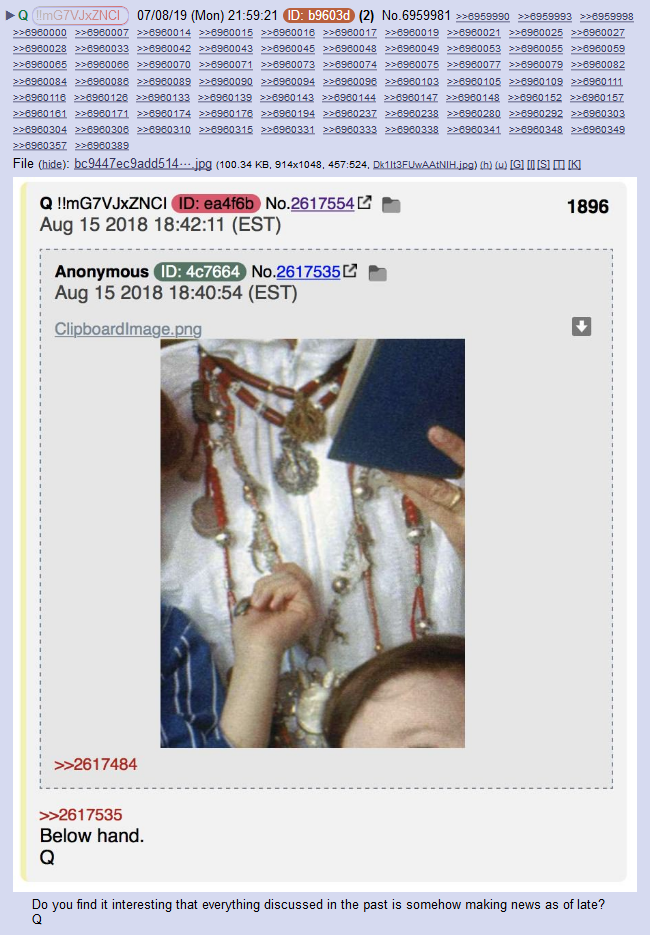 ▶ Q !!mG7VJxZNCI 07/08/19 (Mon) 21:59:21 ID: b9603d (2) No.6959981 >>6959990 >>6959993 >>6959998
>>6960000 >>6960007 >>6960014 >>6960015 >>6960016 >>6960017 >>6960019 >>6960021 >>6960025 >>6960027
>>6960028 >>6960033 >>6960042 >>6960043 >>6960045 >>6960048 >>6960049 >>6960053 >>6960055 >>6960059
>>6960065 >>6960066 >>6960070 >>6960071 >>6960073 >>6960074 >>6960075 >>6960077 >>6960079 >>6960082
>>6960084 >>6960086 >>6960089 >>6960090 >>6960094 >>6960096 >>6960103 >>6960105 >>6960109 >>6960111
>>6960116 >>6960126 >>6960133 >>6960139 >>6960143 >>6960144 >>6960147 >>6960148 >>6960152 >>6960157
>>6960161 >>6960171 >>6960174 >>6960176 >>6960194 >>6960237 >>6960238 >>6960280 >>6960292 >>6960303
>>6960304 >>6960306 >>6960310 >>6960315 >>6960331 >>6960333 >>6960338 >>6960341 >>6960348 >>6960349
>>6960357 >>6960389
File (hide): bc9447ec9add514⋯.jpg (100.34 KB, 914x1048, 457:524, Dk1It3FUwAAtNIH.jpg) (h) (u) [G] [I] [S] [T] [K]
Q !!mG7VJxZNCI ID: ea4f6b No.2617554
1896
Aug 15 2018 18:42:11 (EST)
Anonymous ID: 4c7664 No.2617535
Aug 15 2018 18:40:54 (EST)
ClipboardImage.png
>>2617484
>>2617535
Below hand.
Q
Do you find it interesting that everything discussed in the past is somehow making news as of late?
Q